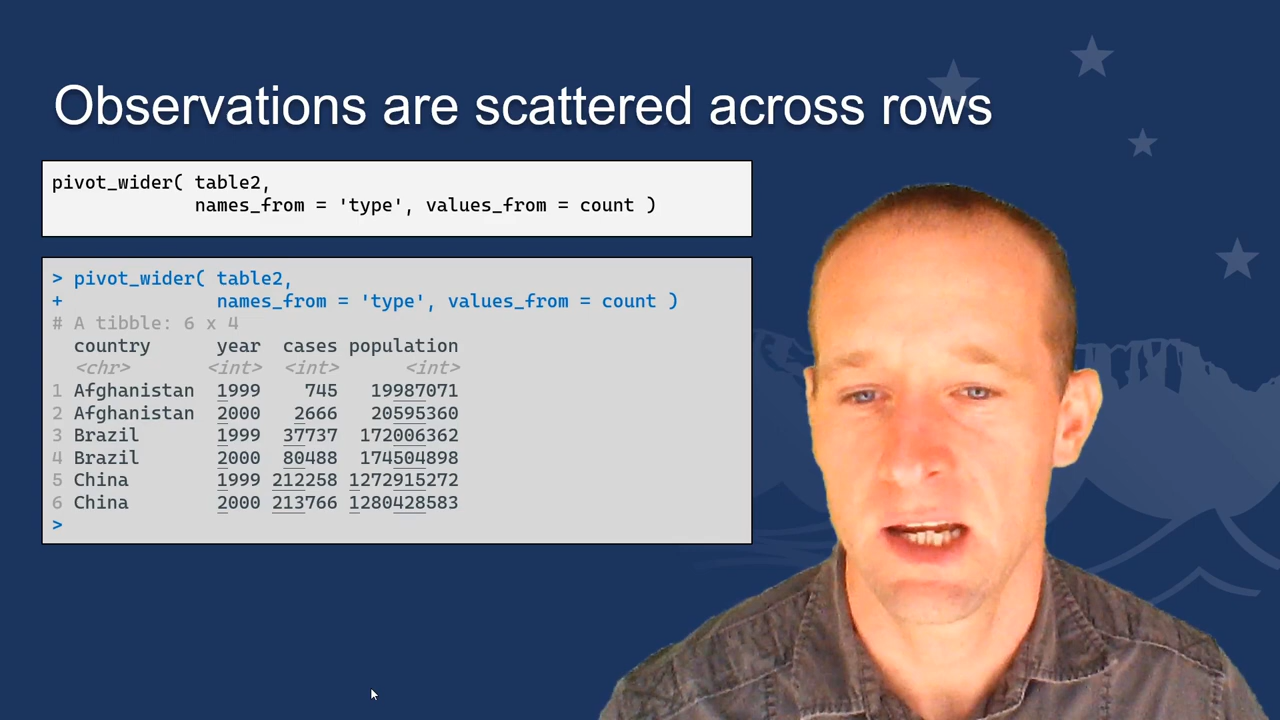 Observations are scattered across rows
pivot_wider( table2,
names_from = 'type', values_from = count )
> pivot_wider( table2,
+ names_from = 'type', values_from = count )
# A tibble: 6 x 4
country year cases population
<chr> <int> <int> <int>
1 Afghanistan 1999 745 19987071
2 Afghanistan 2000 2666 20595360
3 Brazil 1999 37737 172006362
4 Brazil 2000 80488 174504898
5 China 1999 212258 1272915272
6 China 2000 213766 1280428583
>